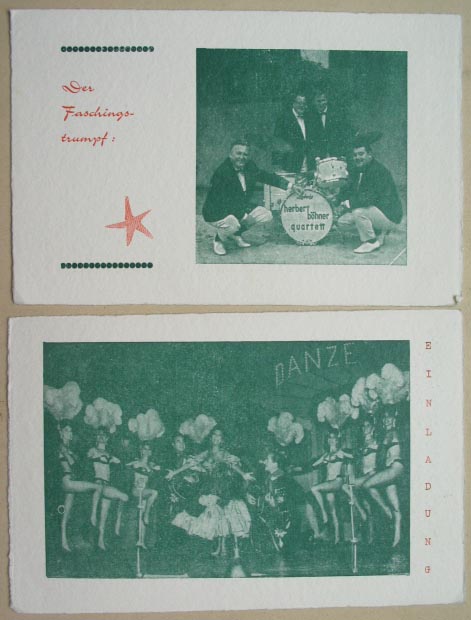 Der
Faschings-
trumpf:
herbert
böhner
quartett
DANZE
EINLADUNG